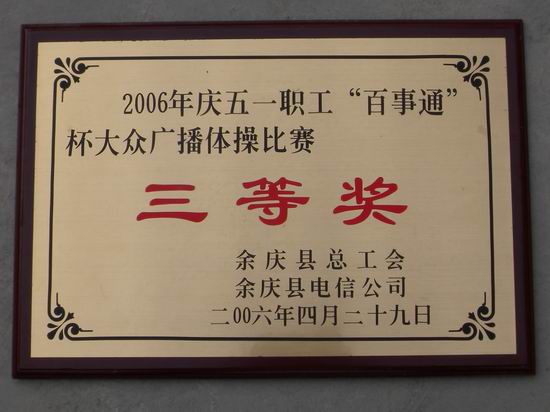 2006年庆五一职工“百事通”
杯大众广播体操比赛
三等奖
余庆县总工会
余庆县电信公司
二00六年四月二十九日